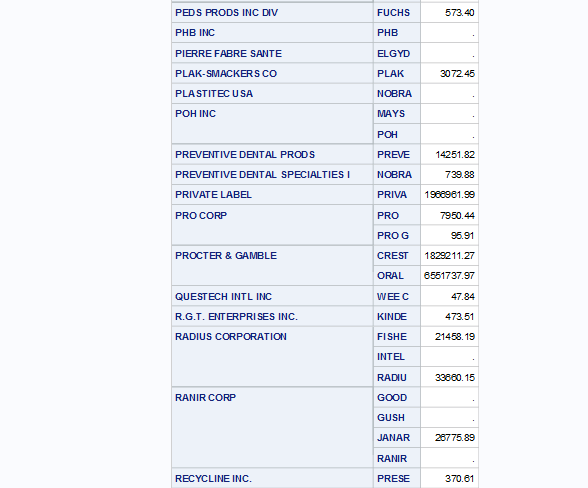 PEDS PRODS INC DIV FUCHS 573.40
PHB INC PHB .
PIERRE FABRE SANTE ELGYD .
PLAK-SMACKERS CO PLAK 3072.45
PLASTITEC USA NOBRA .
POH INC MAYS .
POH .
PREVENTIVE DENTAL PRODS PREVE 14251.82
PREVENTIVE DENTAL SPECIALTIES I NOBRA 739.88
PRIVATE LABEL PRIVA 1966961.99
PRO CORP PRO 7950.44
PRO G 95.91
PROCTER & GAMBLE CREST 1829211.27
ORAL 6551737.97
QUESTECH INTL INC WEE C 47.84
R.G.T. ENTERPRISES INC. KINDE 473.51
RADIUS CORPORATION FISHE 21458.19
INTEL .
RADIU 33660.15
RANIR CORP GOOD .
GUSH .
JANAR 26775.89
RANIR .
RECYCLINE INC. PRESE 370.61